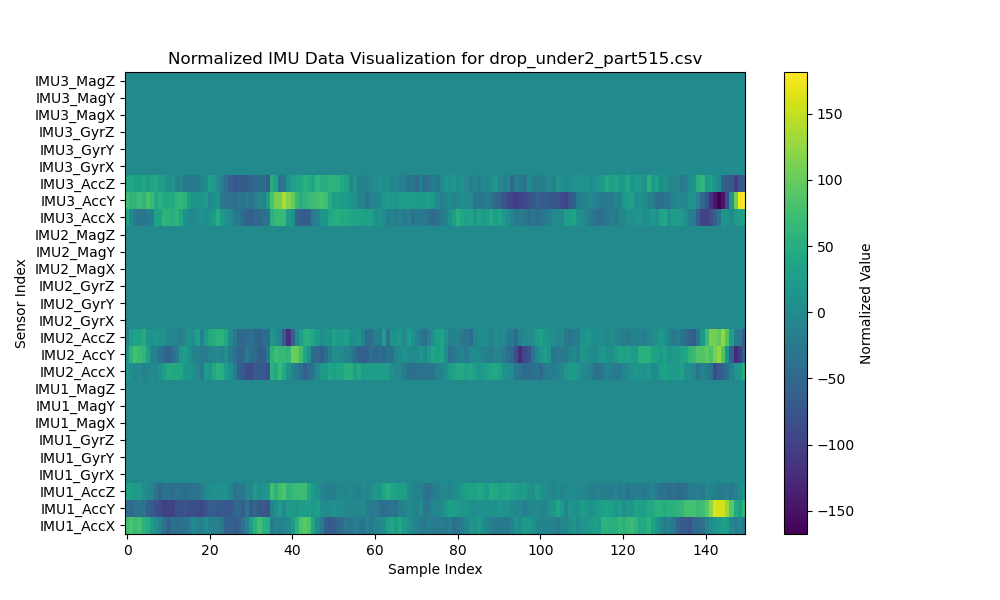 Normalized IMU Data Visualization for drop_under2_part515.csv
IMU3_MagZ
IMU3_MagY
IMU3_MagX
IMU3_GyrZ
IMU3_GyrY
IMU3_GyrX
IMU3_AccZ
IMU3_AccY
IMU3_AccX
IMU2_MagZ
IMU2_MagY
IMU2_MagX
IMU2_GyrZ
IMU2_GyrY
IMU2_GyrX
IMU2_AccZ
IMU2_AccY
IMU2_AccX
IMU1_MagZ
IMU1_MagY
IMU1_MagX
IMU1_GyrZ
IMU1_GyrY
IMU1_GyrX
IMU1_AccZ
IMU1_AccY
IMU1_AccX
Sensor Index
0 20 40 60 80 100 120 140
Sample Index
150
100
50
0
−50
−100
−150
Normalized Value